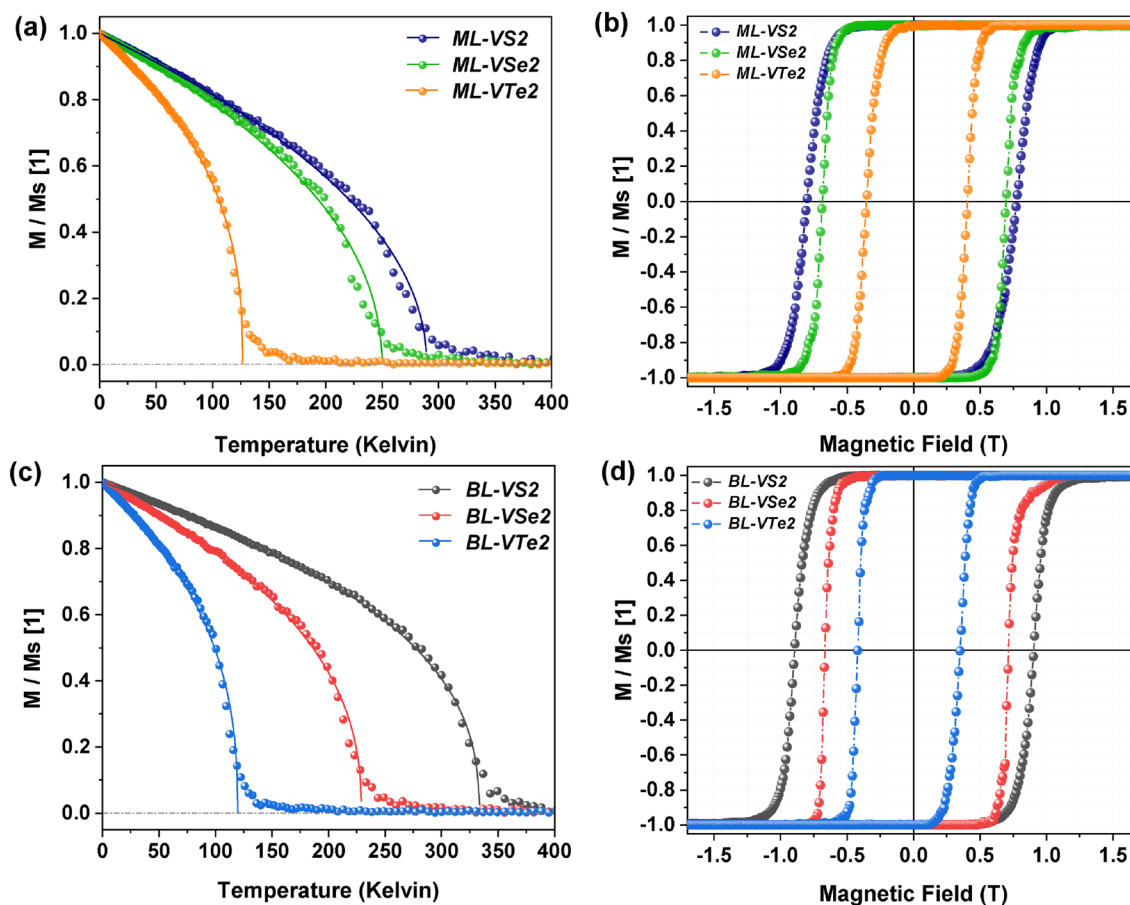 (a)
M / Ms [1]
1.0
0.8
0.6
0.4
0.2
0.0
ML-VS2
ML-VSe2
ML-VTe2
0 50 100 150 200 250 300 350 400
Temperature (Kelvin)
(b)
M / Ms [1]
1.0
0.8
0.6
0.4
0.2
0.0
-0.2
-0.4
-0.6
-0.8
-1.0
ML-VS2
ML-VSe2
ML-VTe2
-1.5 -1.0 -0.5 0.0 0.5 1.0 1.5
Magnetic Field (T)
(c)
M / Ms [1]
1.0
0.8
0.6
0.4
0.2
0.0
BL-VS2
BL-VSe2
BL-VTe2
0 50 100 150 200 250 300 350 400
Temperature (Kelvin)
(d)
M / Ms [1]
1.0
0.8
0.6
0.4
0.2
0.0
-0.2
-0.4
-0.6
-0.8
-1.0
BL-VS2
BL-VSe2
BL-VTe2
-1.5 -1.0 -0.5 0.0 0.5 1.0 1.5
Magnetic Field (T)